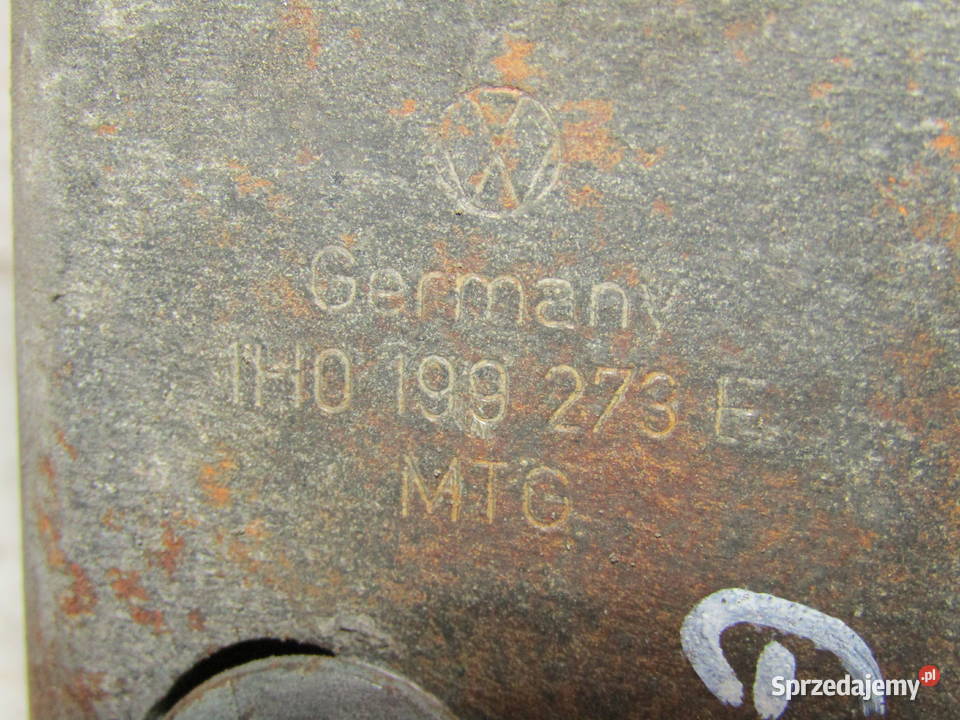 Germany
1H0 199 273 E
MTG
Sprzedajemy.pl